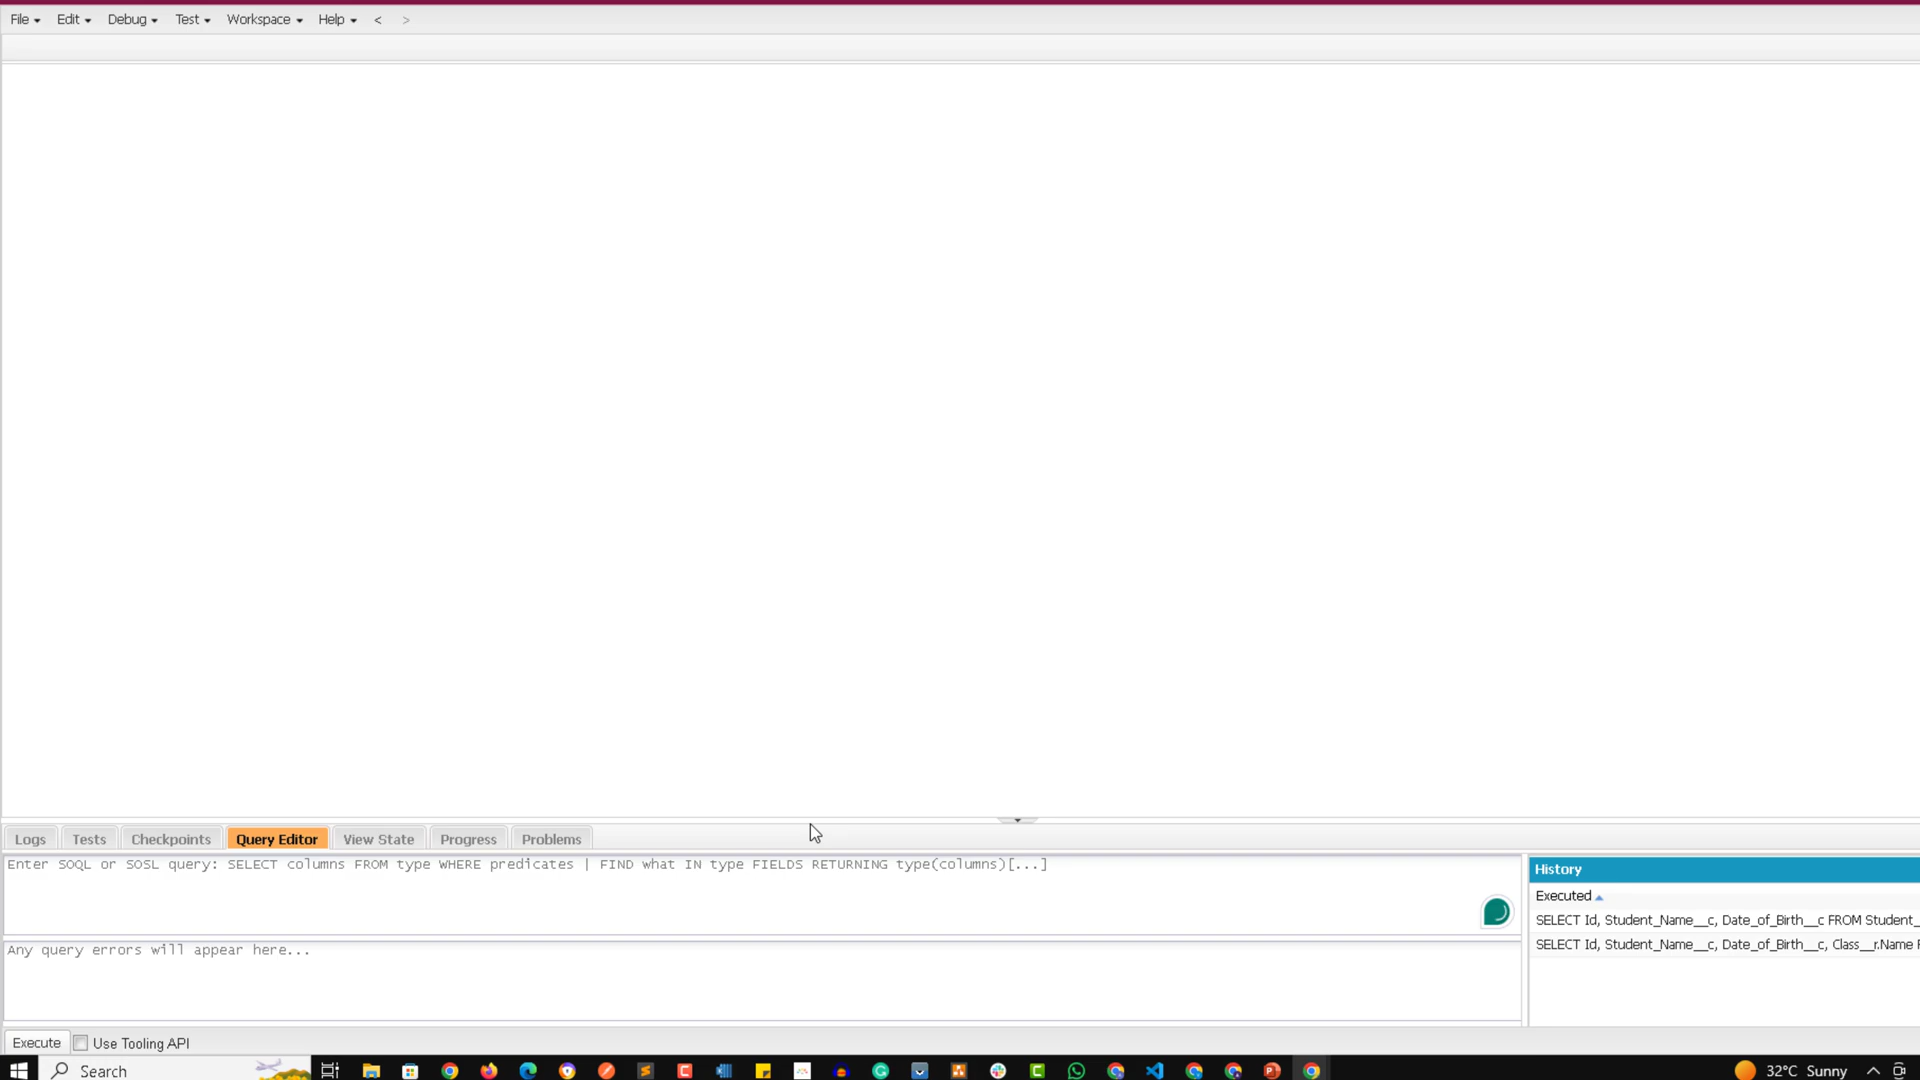 File Edit Debug Test Workspace Help < >
Logs Tests Checkpoints Query Editor View State Progress Problems
Enter SOQL or SOSL query: SELECT columns FROM type WHERE predicates | FIND what IN type FIELDS RETURNING type(columns)[...]
Any query errors will appear here...
History
Executed
SELECT Id, Student_Name__c, Date_of_Birth__c FROM Student_
SELECT Id, Student_Name__c, Date_of_Birth__c, Class__r.Name F
Execute Use Tooling API
Search
32°C Sunny